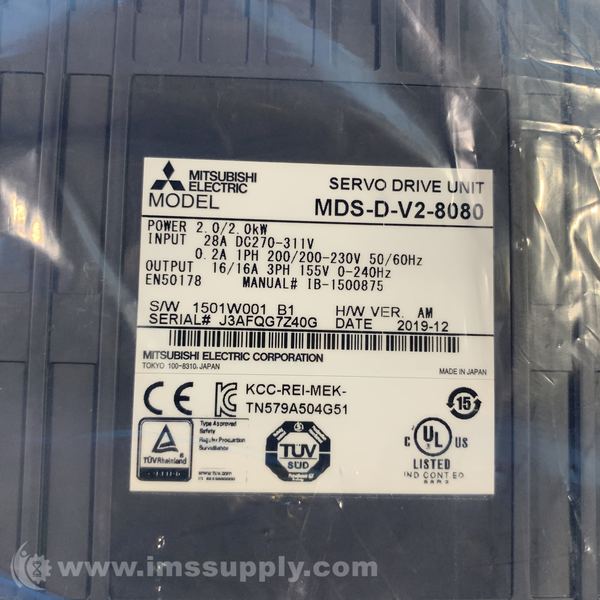 MITSUBISHI
ELECTRIC
SERVO DRIVE UNIT
MODEL MDS-D-V2-8080
POWER 2.0/2.0kW
INPUT 28A DC270-311V
0.2A 1PH 200/200-230V 50/60Hz
OUTPUT 16/16A 3PH 155V 0-240Hz
EN50178 MANUAL# IB-1500875
S/W 1501W001 B1 H/W VER. AM
SERIAL# J3AFQG7Z40G DATE 2019-12
MITSUBISHI ELECTRIC CORPORATION
TOKYO 100-8310, JAPAN MADE IN JAPAN
CE KCC-REI-MEK-
TN579A504G51
15
TÜVRheinland
Type Approved
Safety
Regular Production
Surveillance
www.tuv.com
TÜV
SÜD
C UL US
LISTED
IND CONT EQ
www.imssupply.com